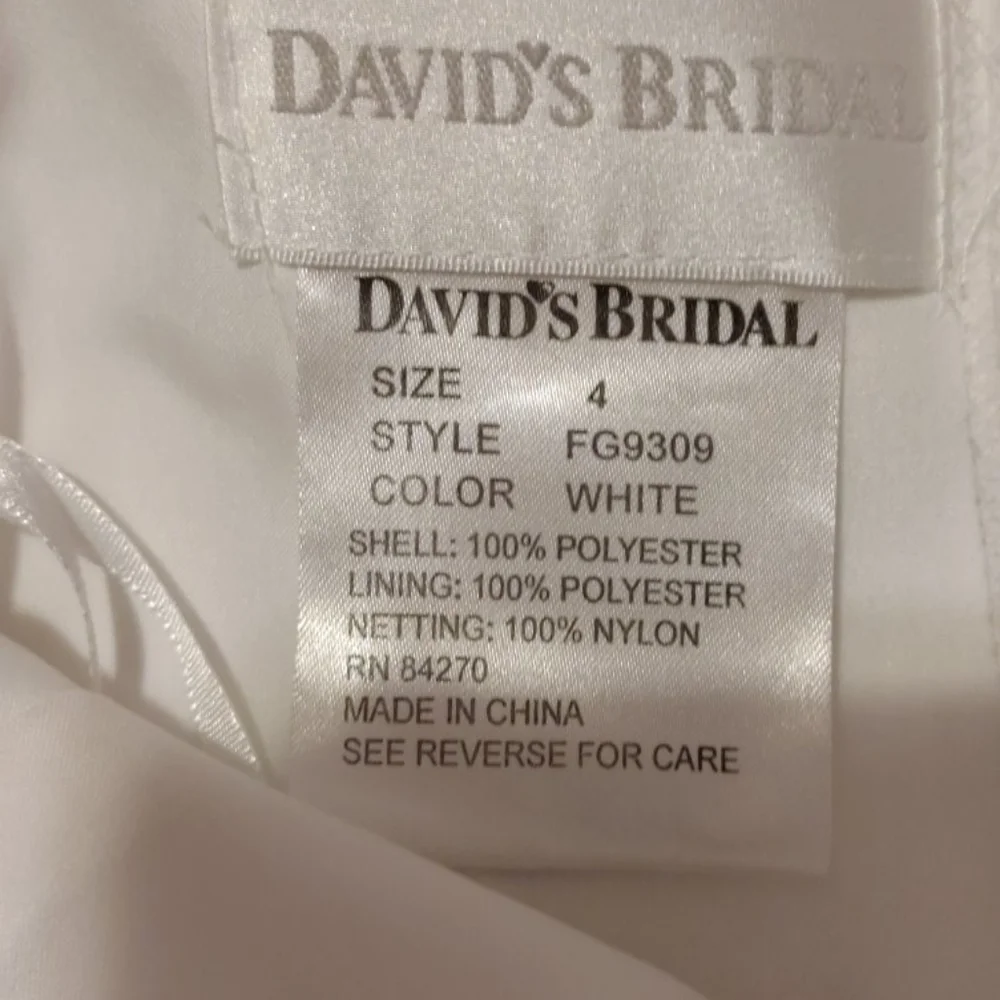 DAVID'S BRIDAL
DAVID'S BRIDAL
SIZE 4
STYLE FG9309
COLOR WHITE
SHELL: 100% POLYESTER
LINING: 100% POLYESTER
NETTING: 100% NYLON
RN 84270
MADE IN CHINA
SEE REVERSE FOR CARE